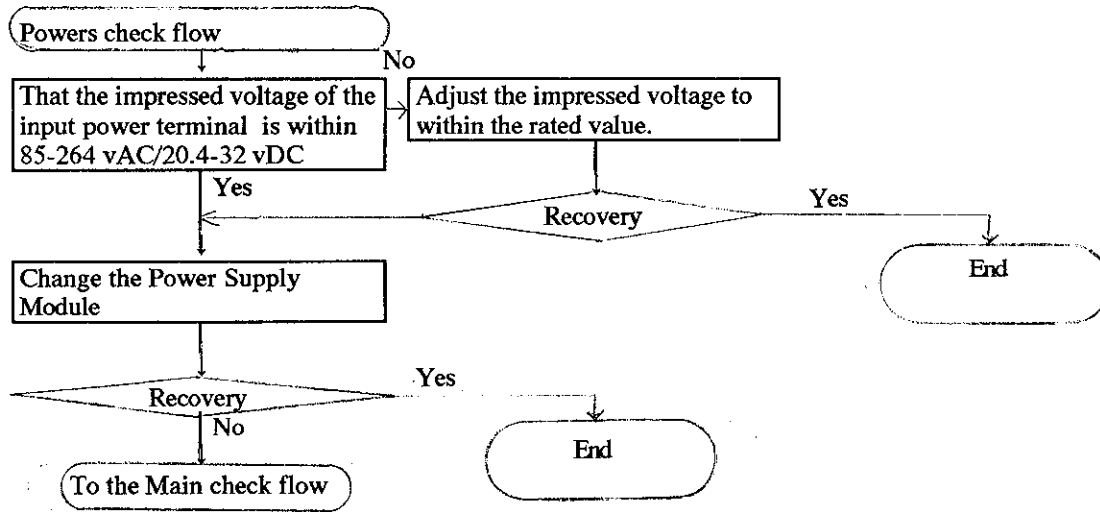 Powers check flow
No
That the impressed voltage of the
input power terminal is within
85-264 vAC/20.4-32 vDC
Adjust the impressed voltage to
within the rated value.
Yes
Recovery
Yes
End
Change the Power Supply
Module
Recovery
Yes
No
End
To the Main check flow